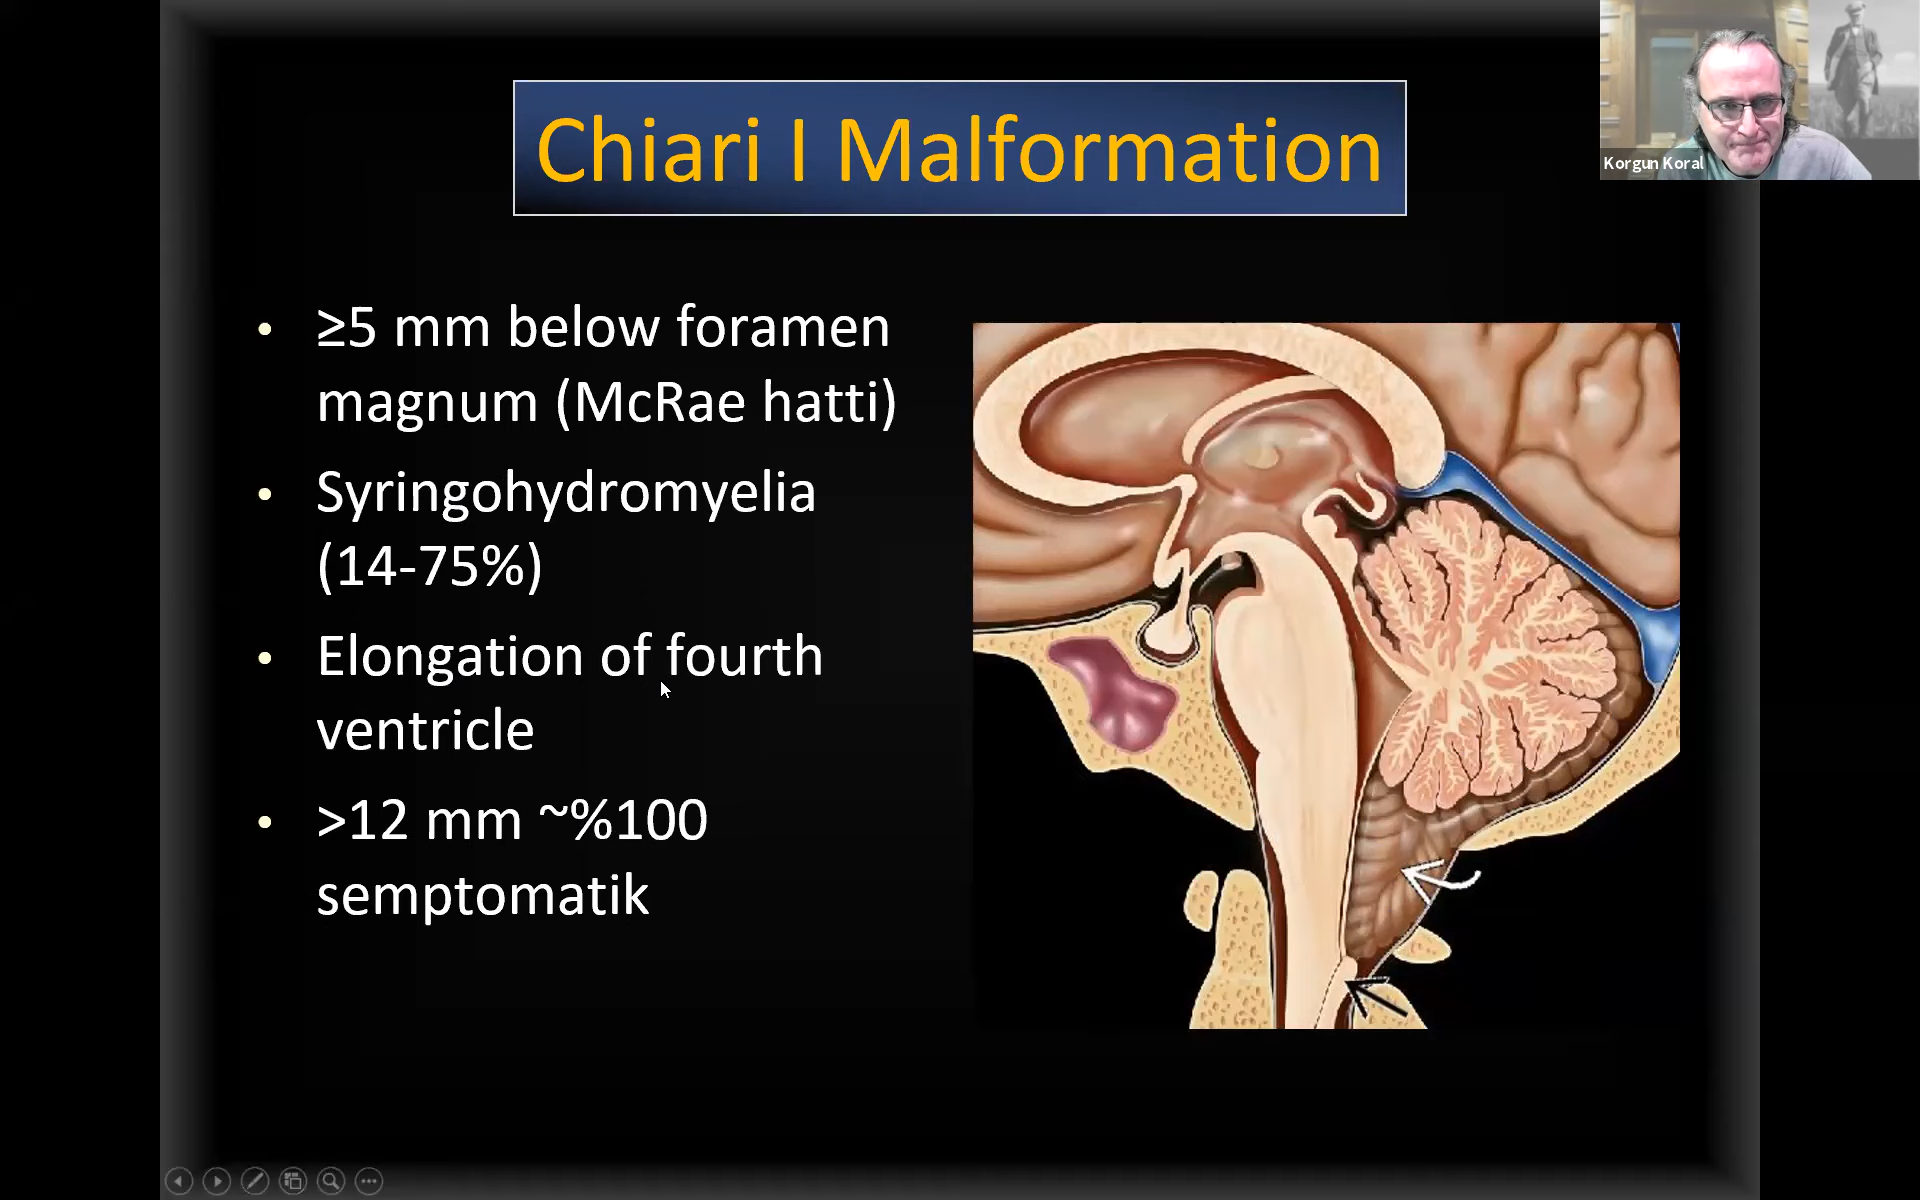 Chiari I Malformation
Korgun Koral
• ≥5 mm below foramen
magnum (McRae hatti)
• Syringohydromyelia
(14-75%)
• Elongation of fourth
ventricle
• >12 mm ~%100
semptomatik